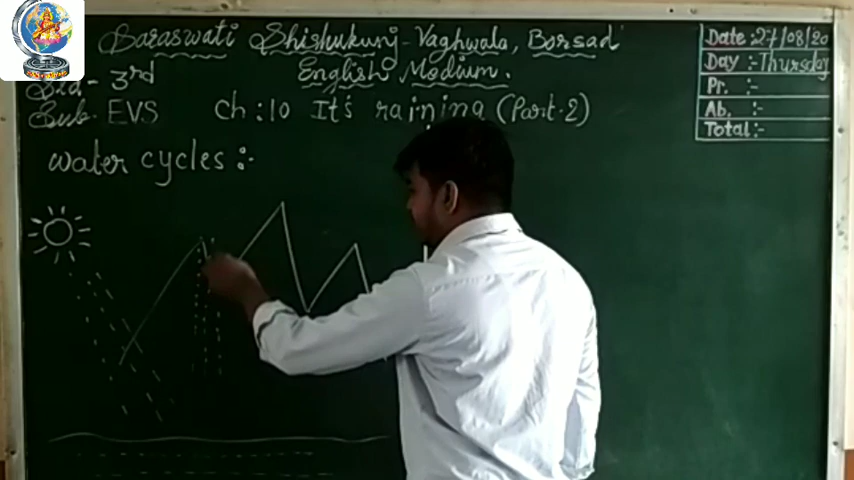 Saraswati Shishukunj - Vaghwala, Borsad
English Medium.
Std - 3rd
Sub. EVS Ch:10 It's raining (Part-2)
Date :- 27/08/20
Day :- Thursday
Pr. :-
Ab. :-
Total :-
water cycles :-